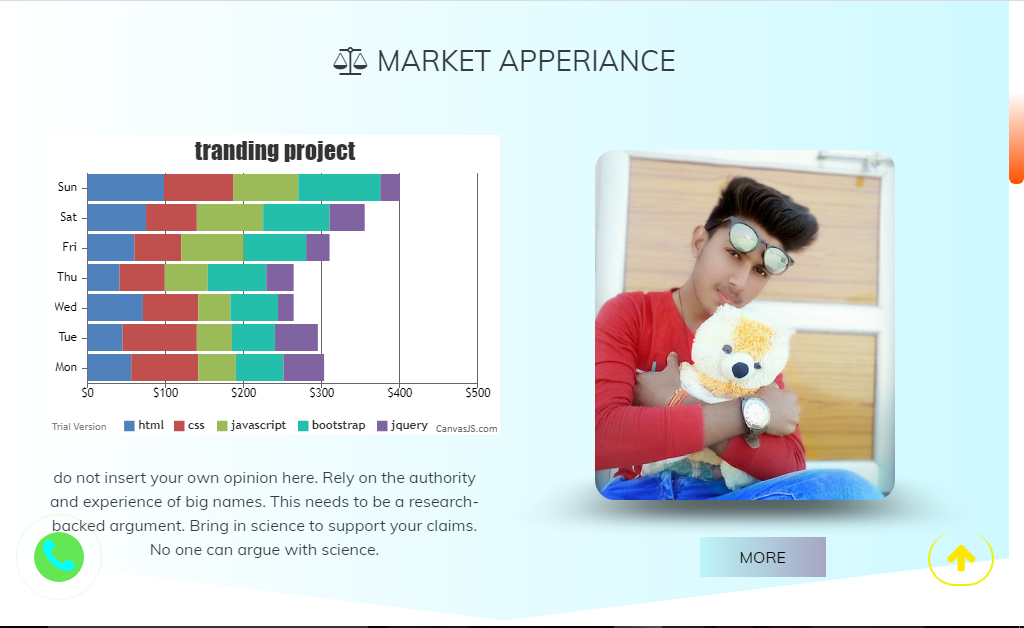 MARKET APPERIANCE
tranding project
Sun
Sat
Fri
Thu
Wed
Tue
Mon
$0 $100 $200 $300 $400 $500
Trial Version html css javascript bootstrap jquery CanvasJS.com
do not insert your own opinion here. Rely on the authority
and experience of big names. This needs to be a research-
backed argument. Bring in science to support your claims.
No one can argue with science.
MORE